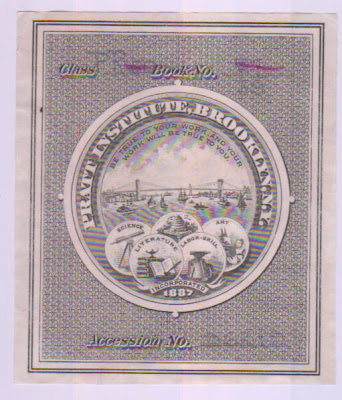 Class Book No.
PRATT INSTITUTE BROOKLYN, N.Y.
BE TRUE TO YOUR WORK AND YOUR
WORK WILL BE TRUE TO YOU.
SCIENCE ART
LITERATURE LABOR-SKILL
INCORPORATED
1887
Accession No.